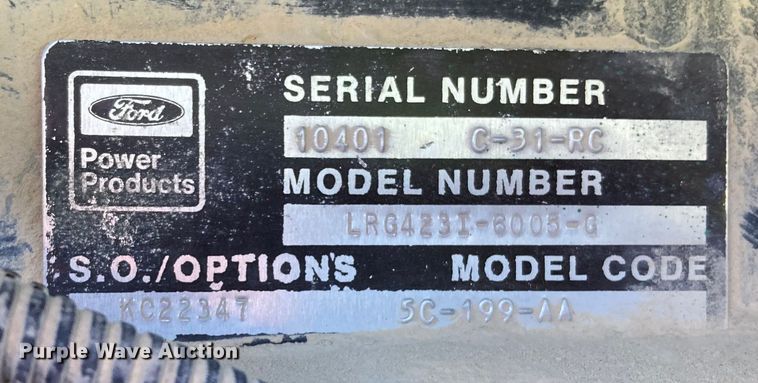 Ford
Power
Products
SERIAL NUMBER
10401 C-31-RC
MODEL NUMBER
LRG423I-6005-G
S.O./OPTIONS MODEL CODE
KC22347 5C-199-AA
Purple Wave Auction